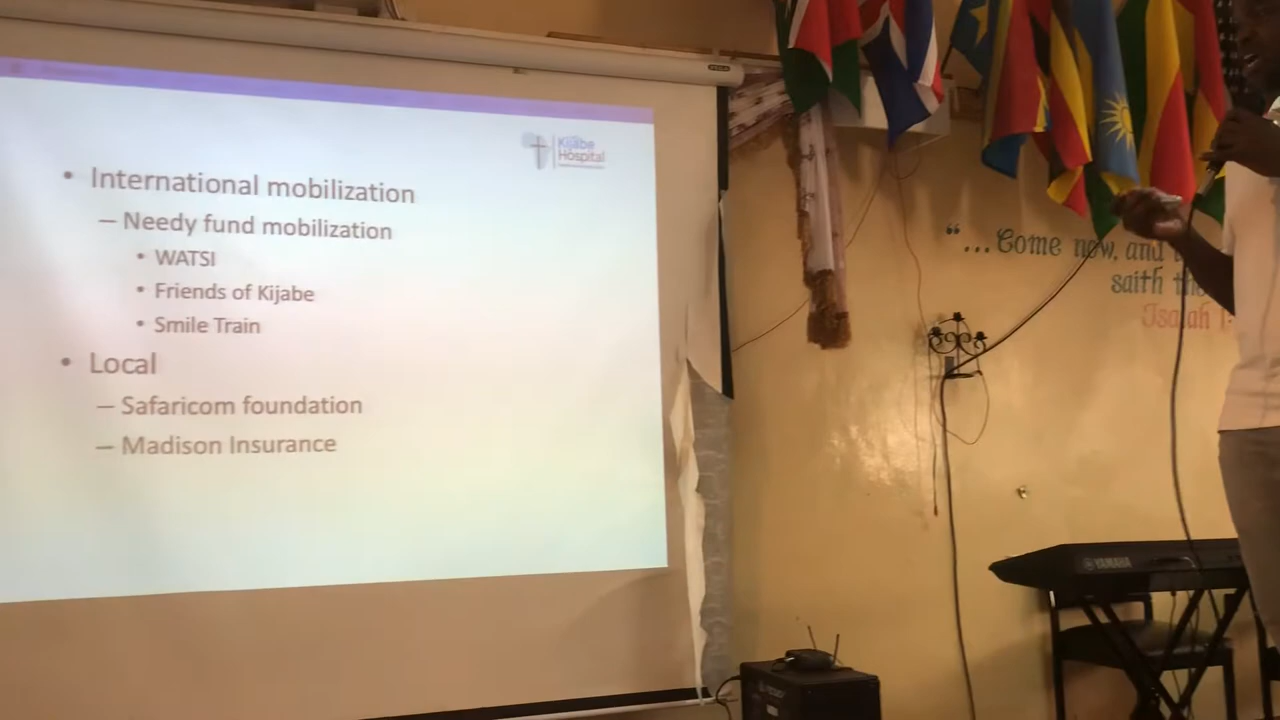 Kijabe
Hospital
• International mobilization
– Needy fund mobilization
• WATSI
• Friends of Kijabe
• Smile Train
• Local
– Safaricom foundation
– Madison Insurance
“...Come now, and
saith the
Isaiah 1:
YAMAHA